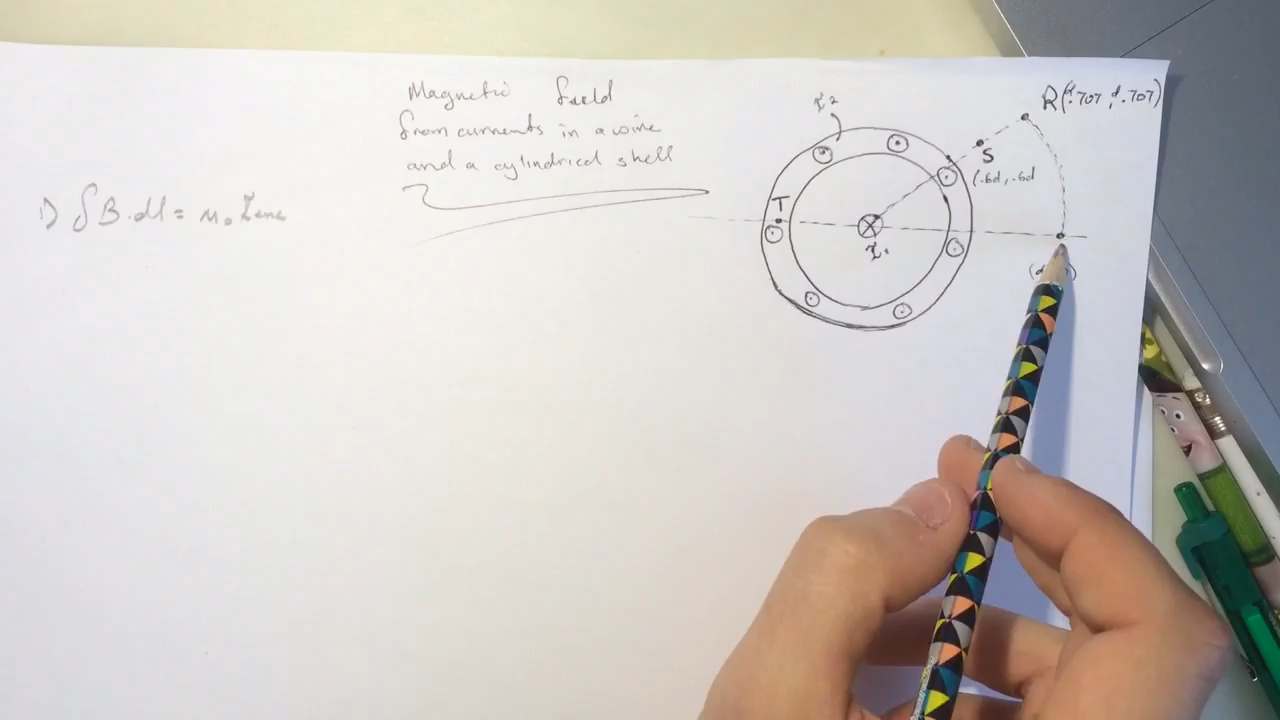 Magnetic field
from currents in a wire
and a cylindrical shell
1) ∫B.dl = μ₀ Ienc
I2
R(d.707, d.707)
S
(.6d, .6d
T
I1